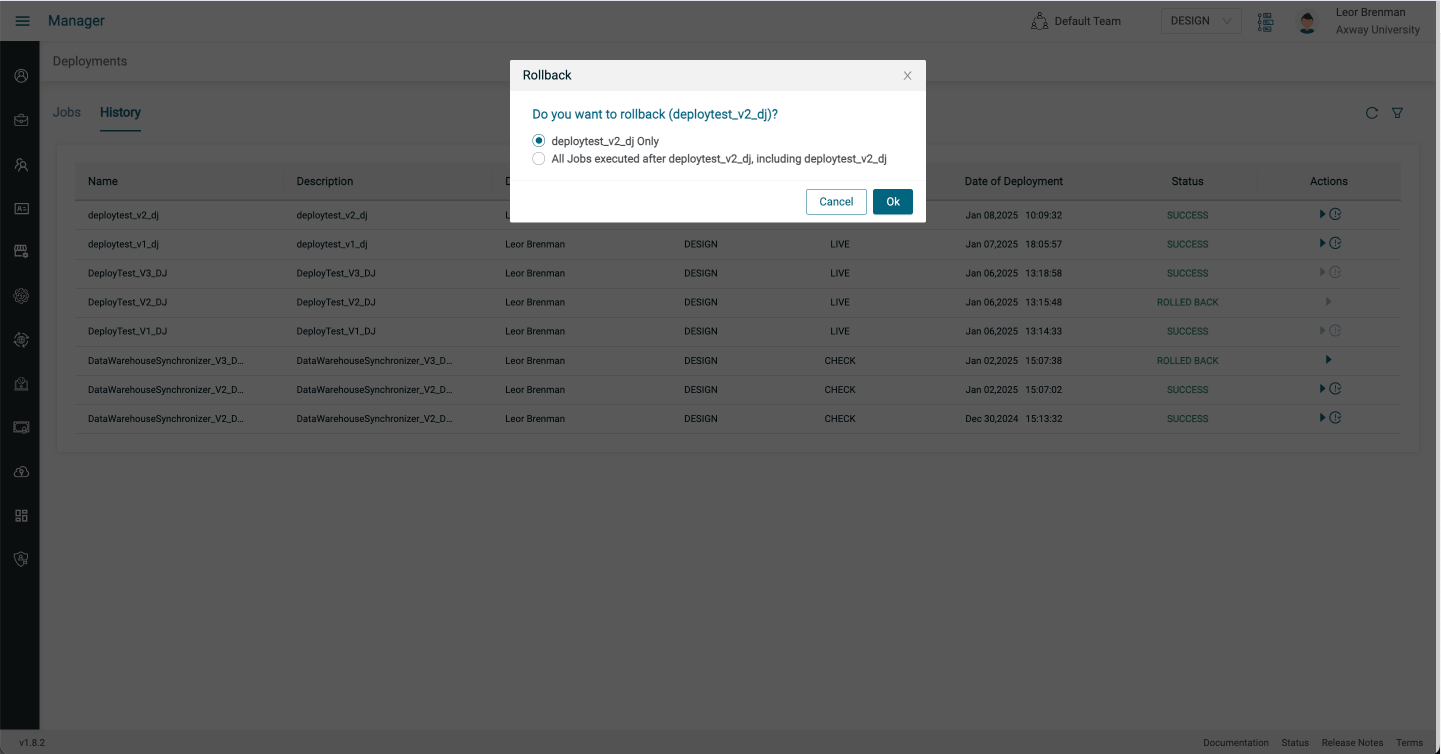 Manager
Default Team
DESIGN
Leor Brenman
Axway University
Deployments
Jobs
History
Rollback
Do you want to rollback (deploytest_v2_dj)?
deploytest_v2_dj Only
All Jobs executed after deploytest_v2_dj, including deploytest_v2_dj
Cancel Ok
Name Description Date of Deployment Status Actions
deploytest_v2_dj deploytest_v2_dj Jan 08,2025 10:09:32 SUCCESS
deploytest_v1_dj deploytest_v1_dj Leor Brenman DESIGN LIVE Jan 07,2025 18:05:57 SUCCESS
DeployTest_V3_DJ DeployTest_V3_DJ Leor Brenman DESIGN LIVE Jan 06,2025 13:18:58 SUCCESS
DeployTest_V2_DJ DeployTest_V2_DJ Leor Brenman DESIGN LIVE Jan 06,2025 13:15:48 ROLLED BACK
DeployTest_V1_DJ DeployTest_V1_DJ Leor Brenman DESIGN LIVE Jan 06,2025 13:14:33 SUCCESS
DataWarehouseSynchronizer_V3_D... DataWarehouseSynchronizer_V3_D... Leor Brenman DESIGN CHECK Jan 02,2025 15:07:38 ROLLED BACK
DataWarehouseSynchronizer_V2_D... DataWarehouseSynchronizer_V2_D... Leor Brenman DESIGN CHECK Jan 02,2025 15:07:02 SUCCESS
DataWarehouseSynchronizer_V2_D... DataWarehouseSynchronizer_V2_D... Leor Brenman DESIGN CHECK Dec 30,2024 15:13:32 SUCCESS
v1.8.2
Documentation Status Release Notes Terms